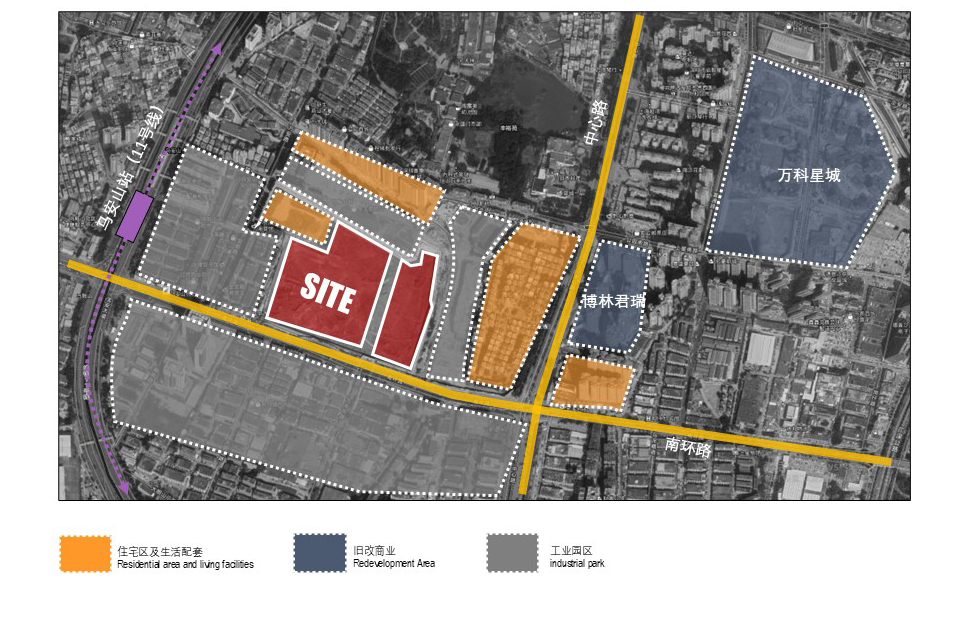 马安山站（11号线）
中心路
万科星城
SITE
博林君瑞
南环路
住宅区及生活配套
Residential area and living facilities
旧改商业
Redevelopment Area
工业园区
industrial park